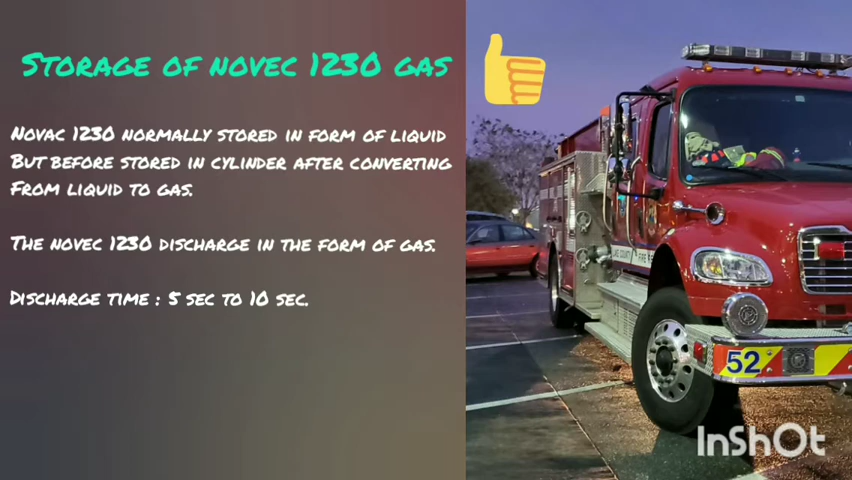 Storage of novec 1230 gas
Novac 1230 normally stored in form of liquid
But before stored in cylinder after converting
From liquid to gas.
The novec 1230 discharge in the form of gas.
Discharge time : 5 sec to 10 sec.
52
InShOt